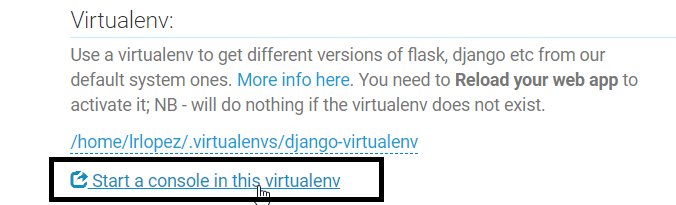 Virtualenv:
Use a virtualenv to get different versions of flask, django etc from our
default system ones. More info here. You need to Reload your web app to
activate it; NB - will do nothing if the virtualenv does not exist.
/home/lrlopez/.virtualenvs/django-virtualenv
Start a console in this virtualenv